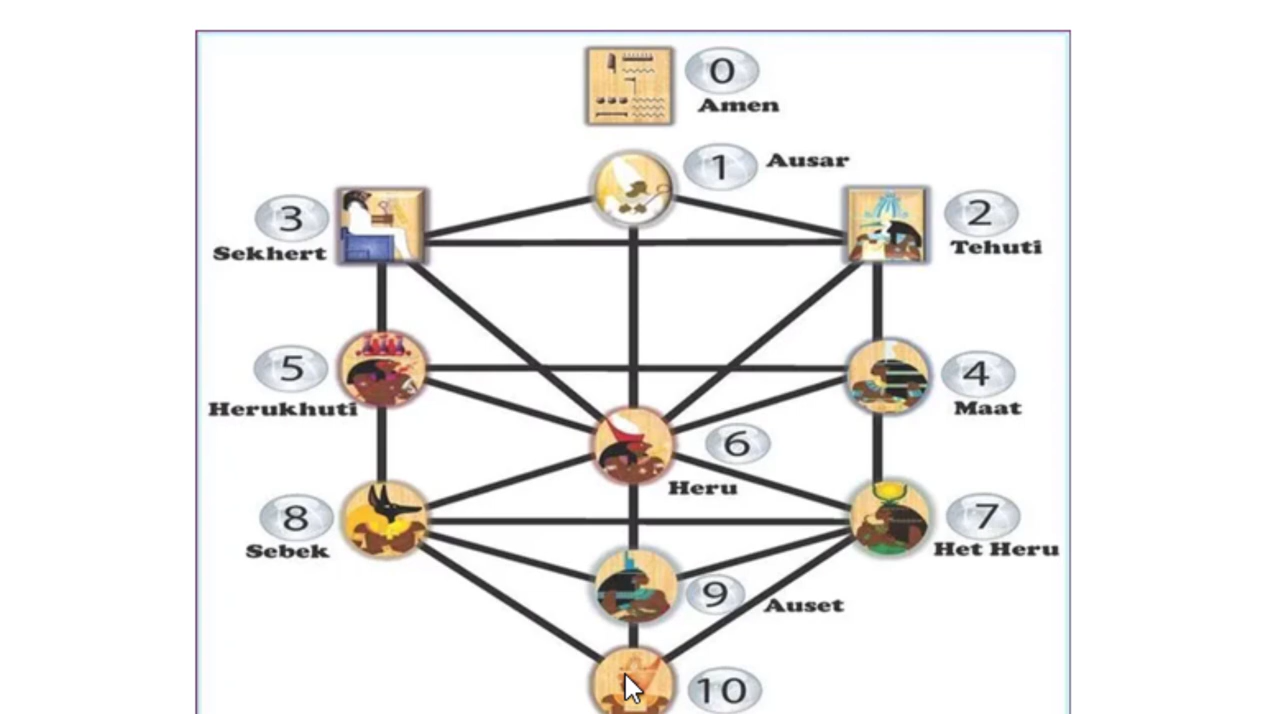 0
Amen
1
Ausar
3
Sekhert
2
Tehuti
5
Herukhuti
4
Maat
6
Heru
8
Sebek
7
Het Heru
9
Auset
10